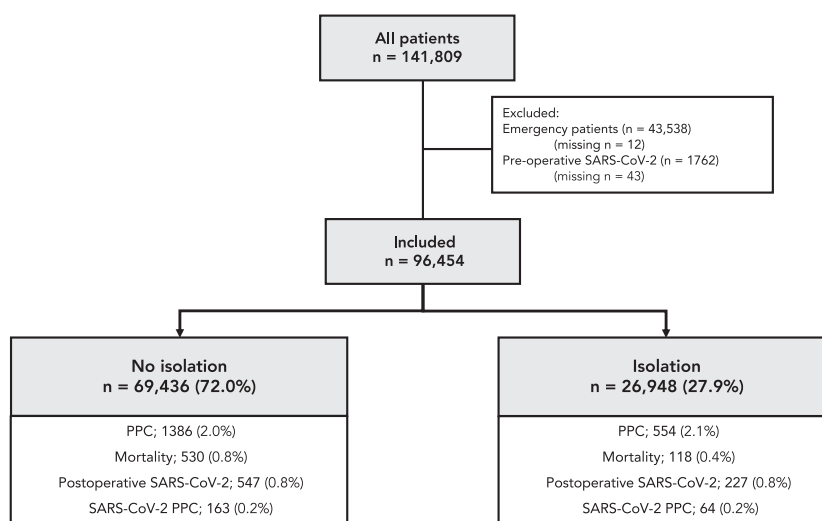 All patients
n = 141,809
Excluded:
Emergency patients (n = 43,538)
(missing n = 12)
Pre-operative SARS-CoV-2 (n = 1762)
(missing n = 43)
Included
n = 96,454
No isolation
n = 69,436 (72.0%)
PPC; 1386 (2.0%)
Mortality; 530 (0.8%)
Postoperative SARS-CoV-2; 547 (0.8%)
SARS-CoV-2 PPC; 163 (0.2%)
Isolation
n = 26,948 (27.9%)
PPC; 554 (2.1%)
Mortality; 118 (0.4%)
Postoperative SARS-CoV-2; 227 (0.8%)
SARS-CoV-2 PPC; 64 (0.2%)